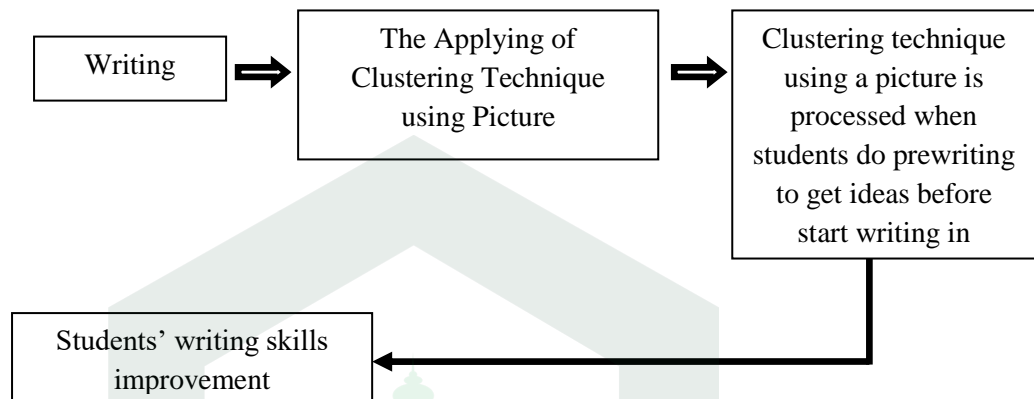 Writing
The Applying of
Clustering Technique
using Picture
Clustering technique
using a picture is
processed when
students do prewriting
to get ideas before
start writing in
Students’ writing skills
improvement